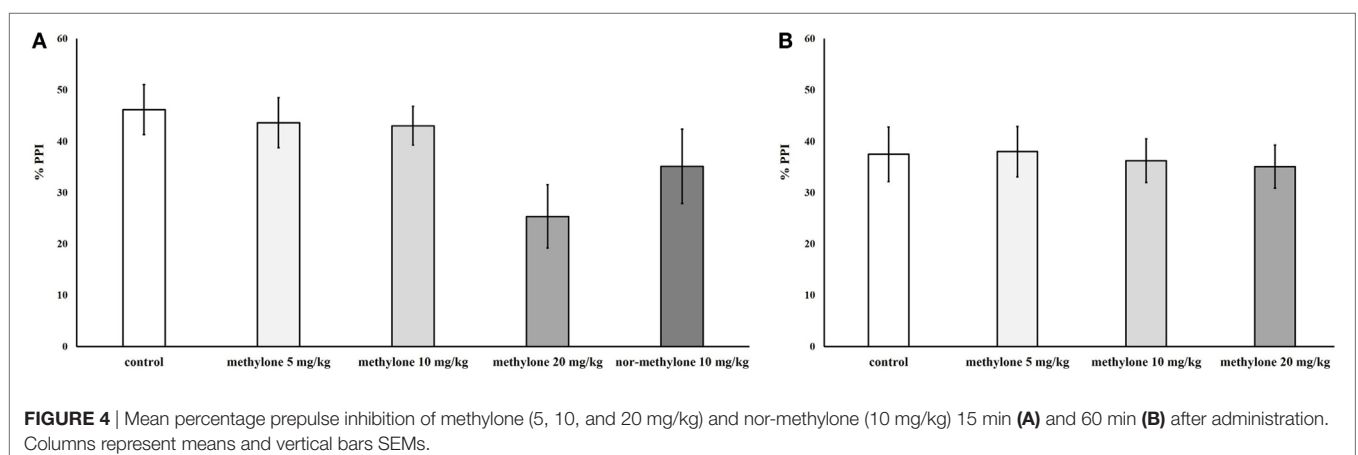 A
60
50
40
30
20
10
0
% PPI
control methylone 5 mg/kg methylone 10 mg/kg methylone 20 mg/kg nor-methylone 10 mg/kg
B
60
50
40
30
20
10
0
% PPI
control methylone 5 mg/kg methylone 10 mg/kg methylone 20 mg/kg
FIGURE 4 | Mean percentage prepulse inhibition of methylone (5, 10, and 20 mg/kg) and nor-methylone (10 mg/kg) 15 min (A) and 60 min (B) after administration.
Columns represent means and vertical bars SEMs.